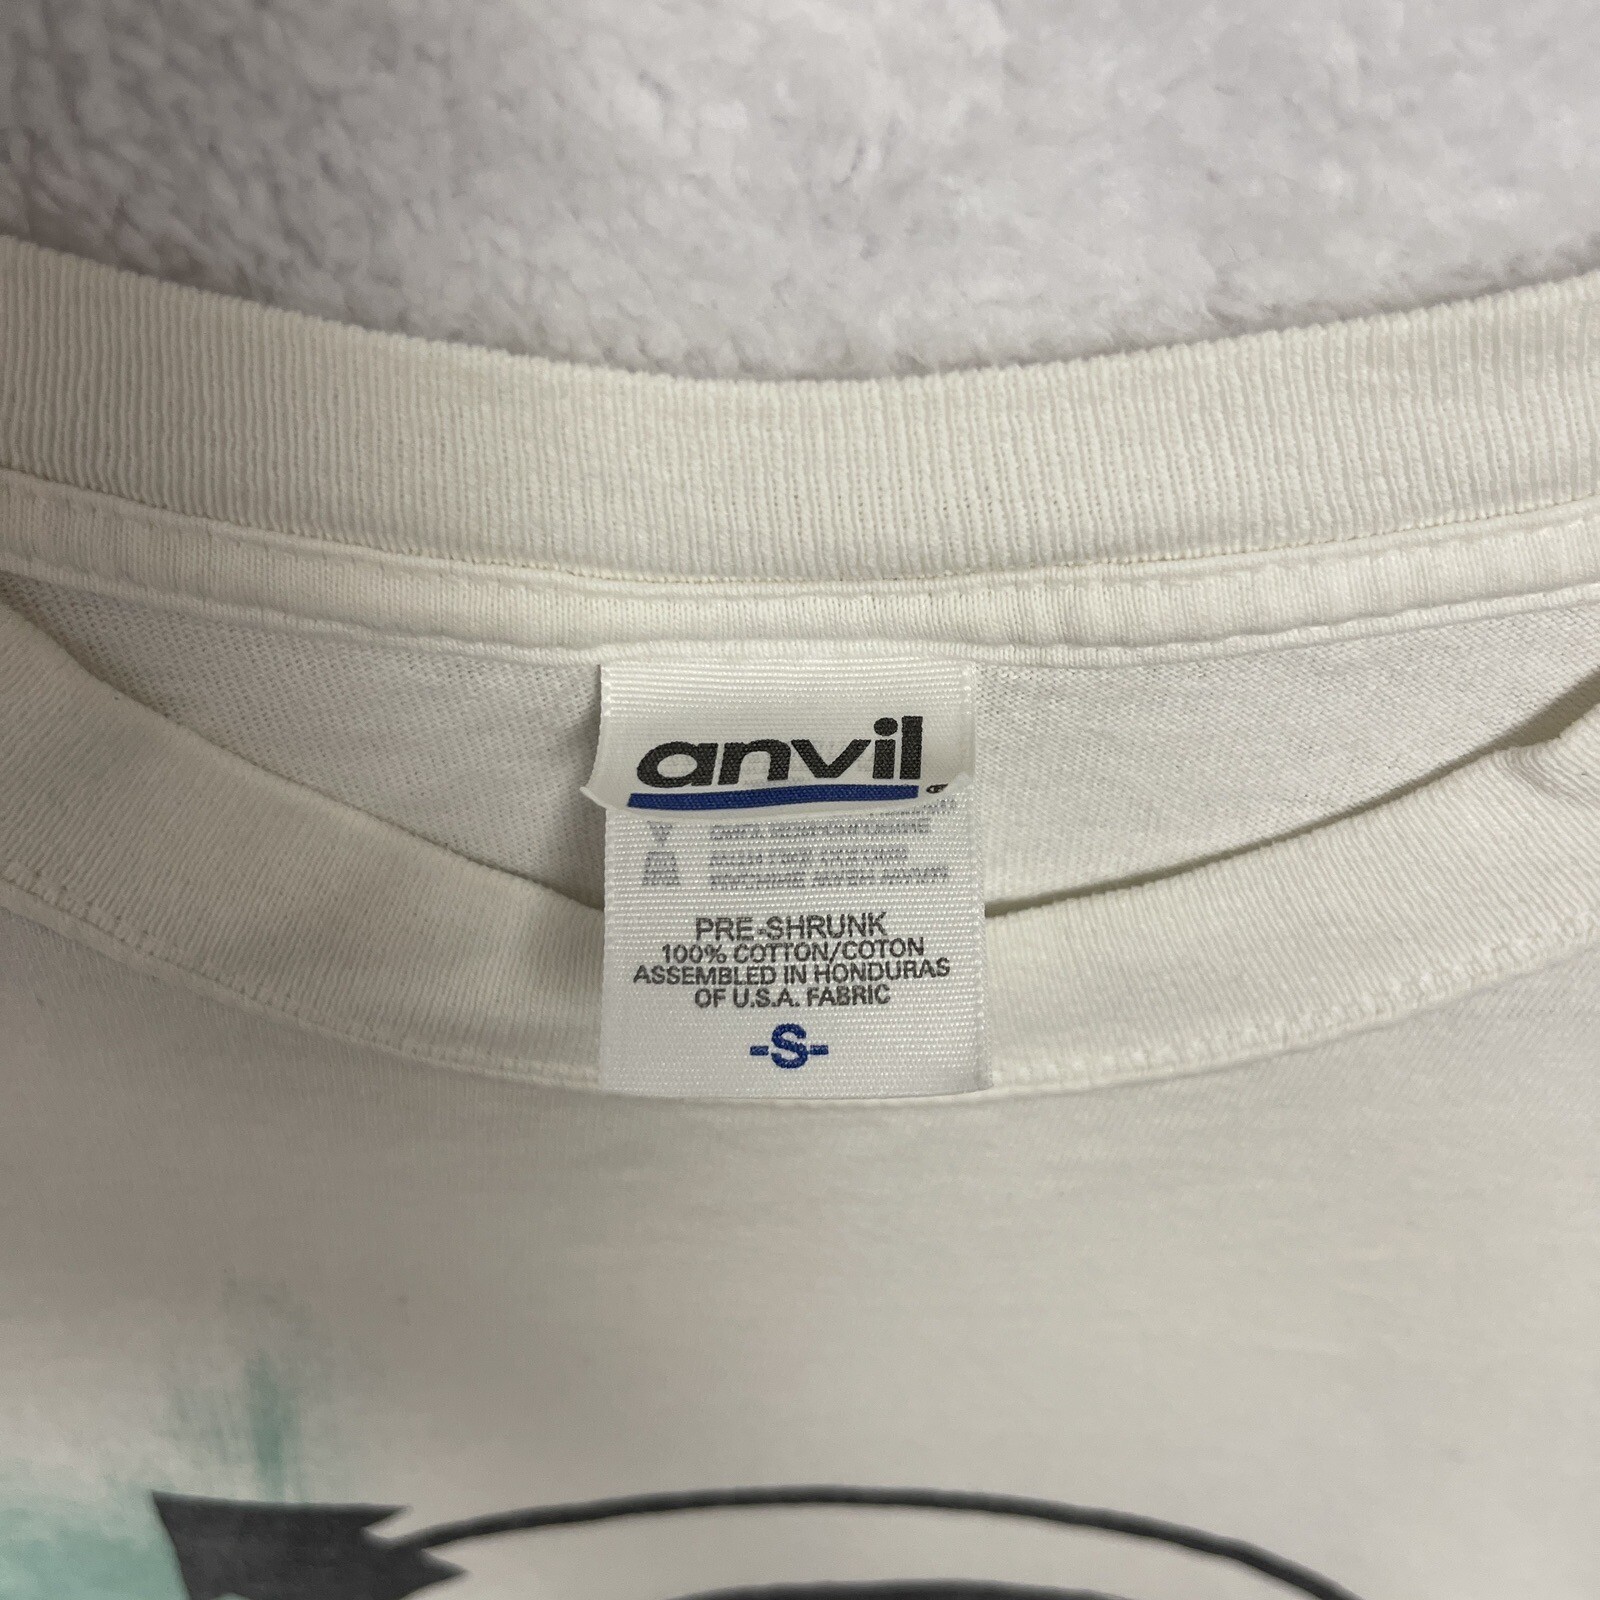 anvil
PRE-SHRUNK
100% COTTON/COTON
ASSEMBLED IN HONDURAS
OF U.S.A. FABRIC
-S-